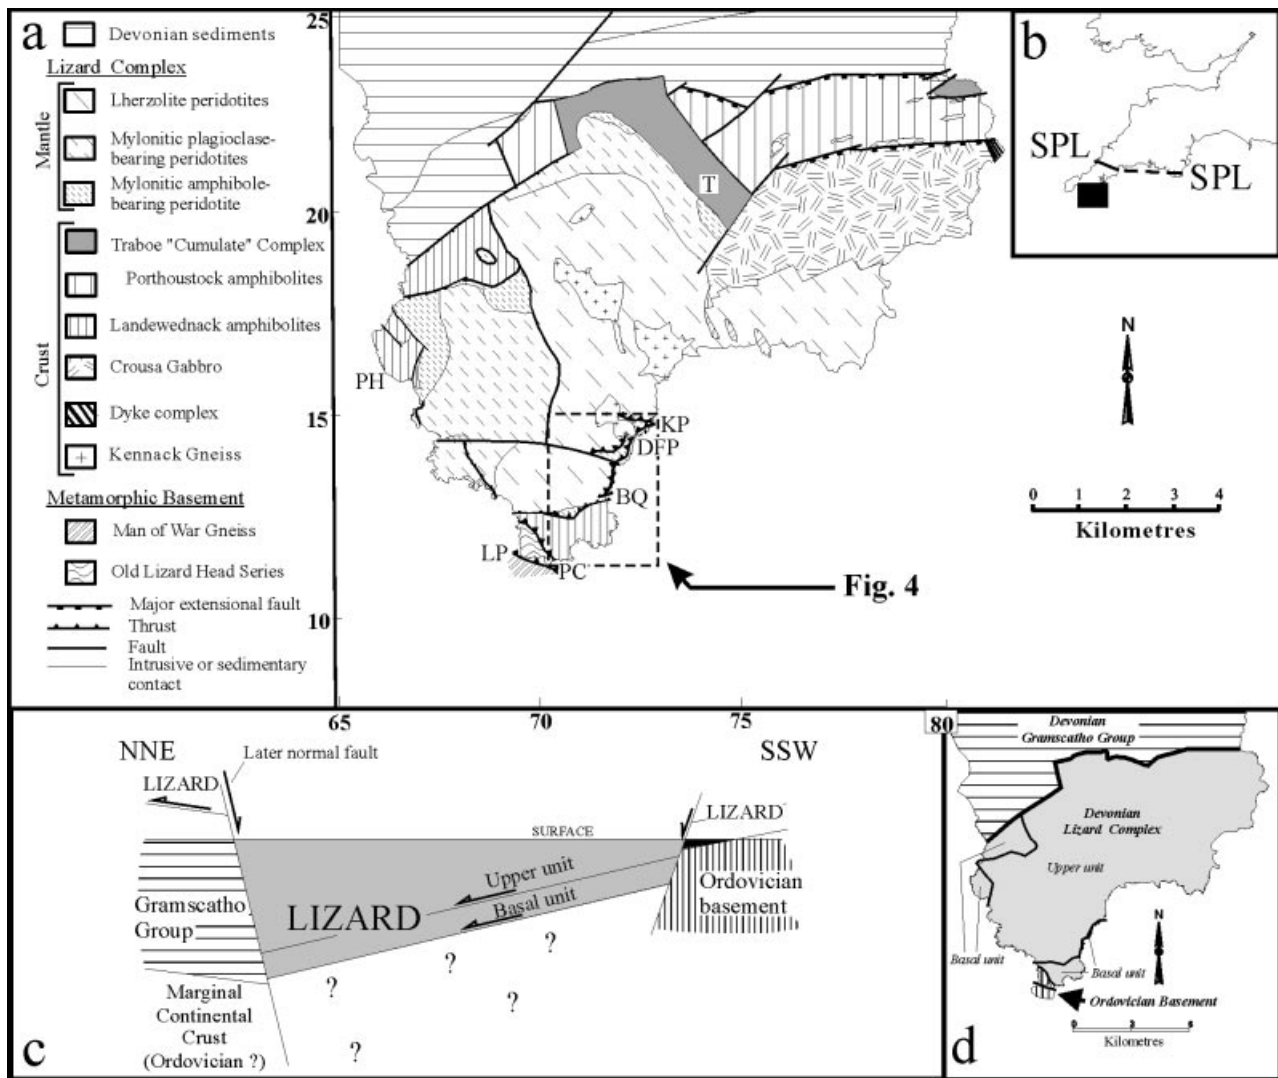 a
Devonian sediments
Lizard Complex
Mantle
Lherzolite peridotites
Mylonitic plagioclase-
bearing peridotites
Mylonitic amphibole-
bearing peridotite
Crust
Traboe "Cumulate" Complex
Porthoustock amphibolites
Landewednack amphibolites
Crousa Gabbro
Dyke complex
Kennack Gneiss
Metamorphic Basement
Man of War Gneiss
Old Lizard Head Series
Major extensional fault
Thrust
Fault
Intrusive or sedimentary
contact
25
20
15
10
65
70
75
80
T
PH
KP
DFP
BQ
LP
PC
Fig. 4
N
0 1 2 3 4
Kilometres
b
SPL
SPL
c
NNE
SSW
Later normal fault
LIZARD
LIZARD
SURFACE
Upper unit
Basal unit
LIZARD
Gramscatho
Group
Ordovician
basement
Marginal
Continental
Crust
(Ordovician ?)
?
?
?
?
?
d
Devonian
Gramscatho Group
Devonian
Lizard Complex
Upper unit
Basal unit
Basal unit
N
Ordovician Basement
0 3 6
Kilometres